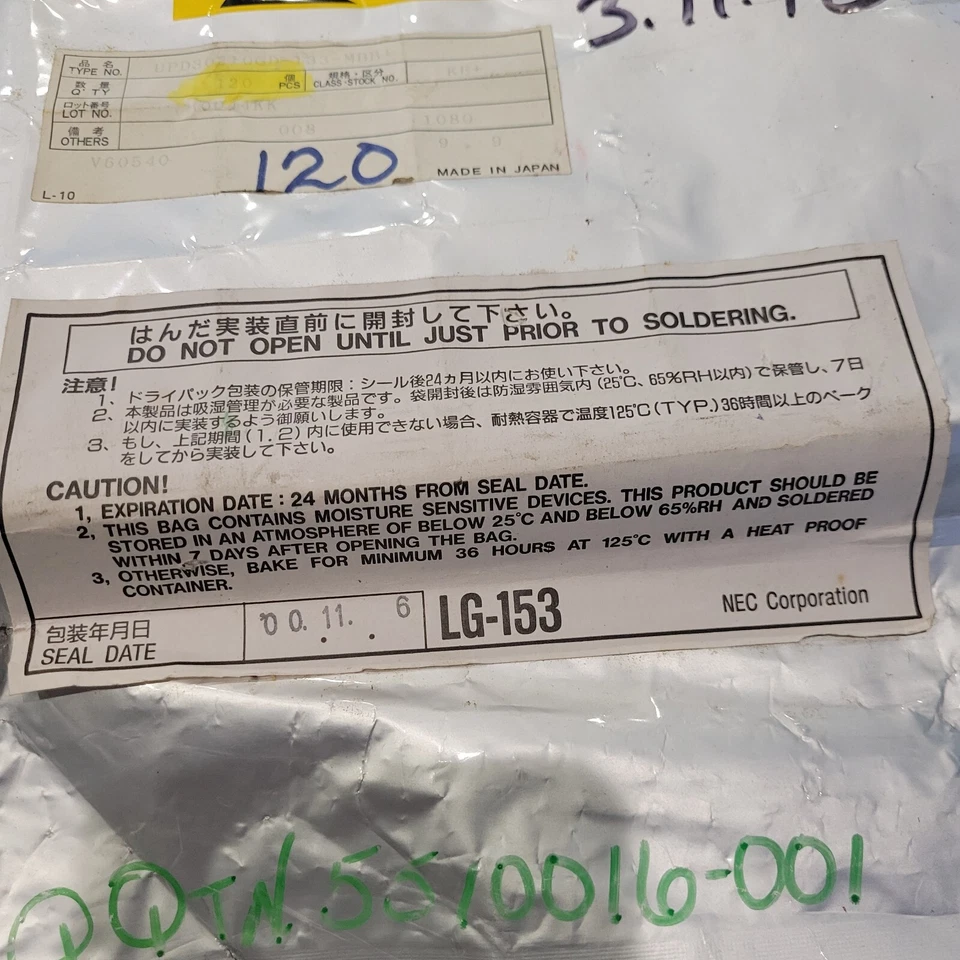 3.11.
品名
TYPE NO.
数量
Q'TY
120
個
PCS
規格・区分
CLASS-STOCK NO.
ロット番号
LOT NO.
備考
OTHERS
008
1080
9 9
V60540
120
L-10
MADE IN JAPAN
はんだ実装直前に開封して下さい。
DO NOT OPEN UNTIL JUST PRIOR TO SOLDERING.
注意!
1、ドライパック包装の保管期限:シール後24ヵ月以内にお使い下さい。
2、本製品は吸湿管理が必要な製品です。袋開封後は防湿雰囲気内(25℃、65%RH以内)で保管し、7日
以内に実装するよう御願いします。
3、もし、上記期間(1.2)内に使用できない場合、耐熱容器で温度125℃(TYP.)36時間以上のベーク
をしてから実装して下さい。
CAUTION!
1, EXPIRATION DATE : 24 MONTHS FROM SEAL DATE.
2, THIS BAG CONTAINS MOISTURE SENSITIVE DEVICES. THIS PRODUCT SHOULD BE
STORED IN AN ATMOSPHERE OF BELOW 25℃ AND BELOW 65%RH AND SOLDERED
WITHIN 7 DAYS AFTER OPENING THE BAG.
3, OTHERWISE, BAKE FOR MINIMUM 36 HOURS AT 125℃ WITH A HEAT PROOF
CONTAINER.
包装年月日
SEAL DATE
'00.11. 6
LG-153
NEC Corporation
PQTN5510016-001